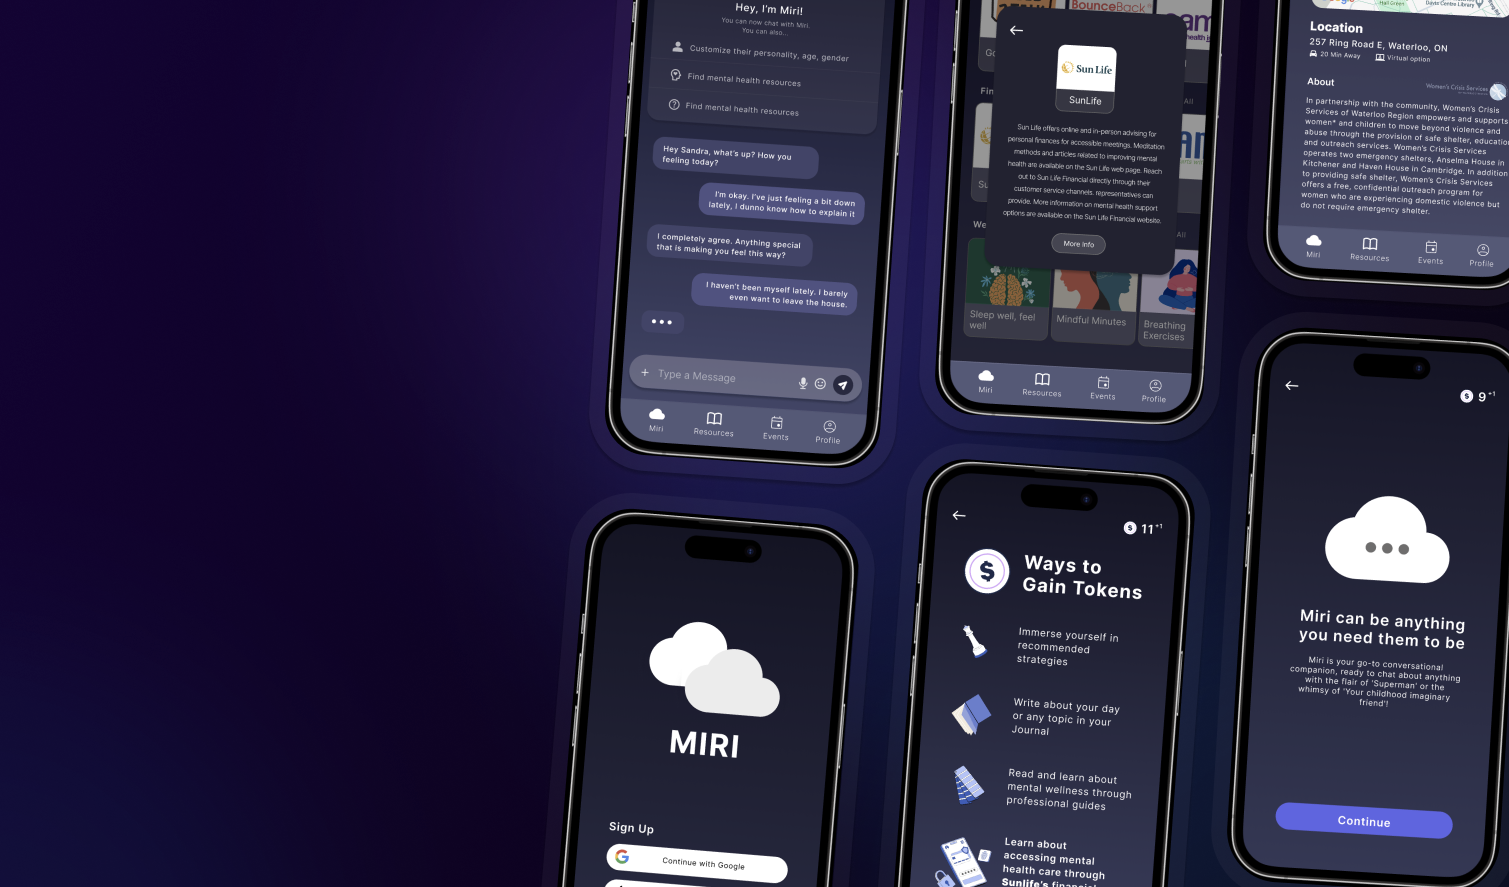 Hey, I'm Miri!
You can now chat with Miri.
You can also...
Customize their personality, age, gender
Find mental health resources
Find mental health resources
Hey Sandra, what's up? How you
feeling today?
I'm okay. I've just feeling a bit down
lately, I dunno know how to explain it
I completely agree. Anything special
that is making you feel this way?
I haven't been myself lately. I barely
even want to leave the house.
Type a Message
Miri
Resources
Events
Profile
BounceBack
Sun Life
SunLife
Sun Life offers online and in-person advising for
personal finances for accessible meetings. Meditation
methods and articles related to improving mental
health are available on the Sun Life web page. Reach
out to Sun Life Financial directly through their
customer service channels. representatives can
provide. More information on mental health support
options are available on the Sun Life Financial website.
More Info
All
All
Sleep well, feel
well
Mindful Minutes
Breathing
Exercises
Miri
Resources
Events
Profile
Location
257 Ring Road E, Waterloo, ON
20 Min Away
Virtual option
About
Women's Crisis Services
In partnership with the community, Women's Crisis
Services of Waterloo Region empowers and supports
women* and children to move beyond violence and
abuse through the provision of safe shelter, education
and outreach services. Women's Crisis Services
operates two emergency shelters, Anselma House in
Kitchener and Haven House in Cambridge. In addition
to providing safe shelter, Women's Crisis Services
offers a free, confidential outreach program for
women who are experiencing domestic violence but
do not require emergency shelter.
Miri
Resources
Events
Profile
MIRI
Sign Up
Continue with Google
$ 11 +1
$ Ways to
Gain Tokens
Immerse yourself in
recommended
strategies
Write about your day
or any topic in your
Journal
Read and learn about
mental wellness through
professional guides
Learn about
accessing mental
health care through
Sunlife's
$ 9 +1
Miri can be anything
you need them to be
Miri is your go-to conversational
companion, ready to chat about anything
with the flair of 'Superman' or the
whimsy of 'Your childhood imaginary
friend'!
Continue